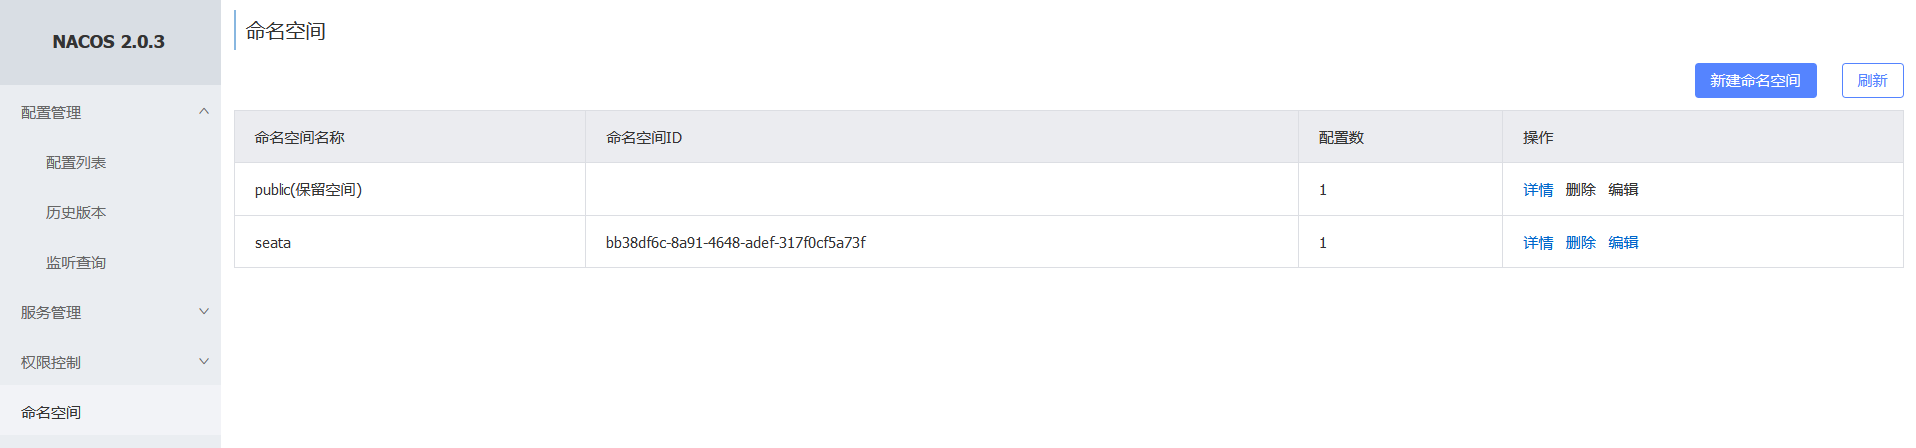 NACOS 2.0.3
配置管理
配置列表
历史版本
监听查询
服务管理
权限控制
命名空间
命名空间
新建命名空间 刷新
命名空间名称 命名空间ID 配置数 操作
public(保留空间) 1 详情 删除 编辑
seata bb38df6c-8a91-4648-adef-317f0cf5a73f 1 详情 删除 编辑